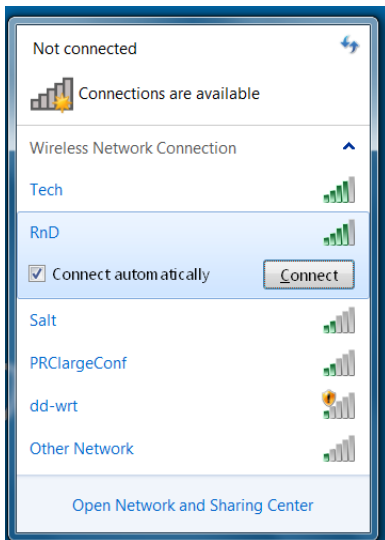 Not connected
Connections are available
Wireless Network Connection
Tech
RnD
Connect automatically Connect
Salt
PRClargeConf
dd-wrt
Other Network
Open Network and Sharing Center